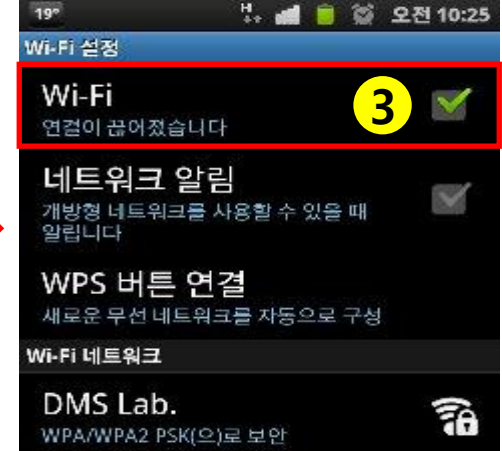 19° H 오전 10:25
Wi-Fi 설정
Wi-Fi
연결이 끊어졌습니다
3
네트워크 알림
개방형 네트워크를 사용할 수 있을 때
알립니다
WPS 버튼 연결
새로운 무선 네트워크를 자동으로 구성
Wi-Fi 네트워크
DMS Lab.
WPA/WPA2 PSK(으)로 보안